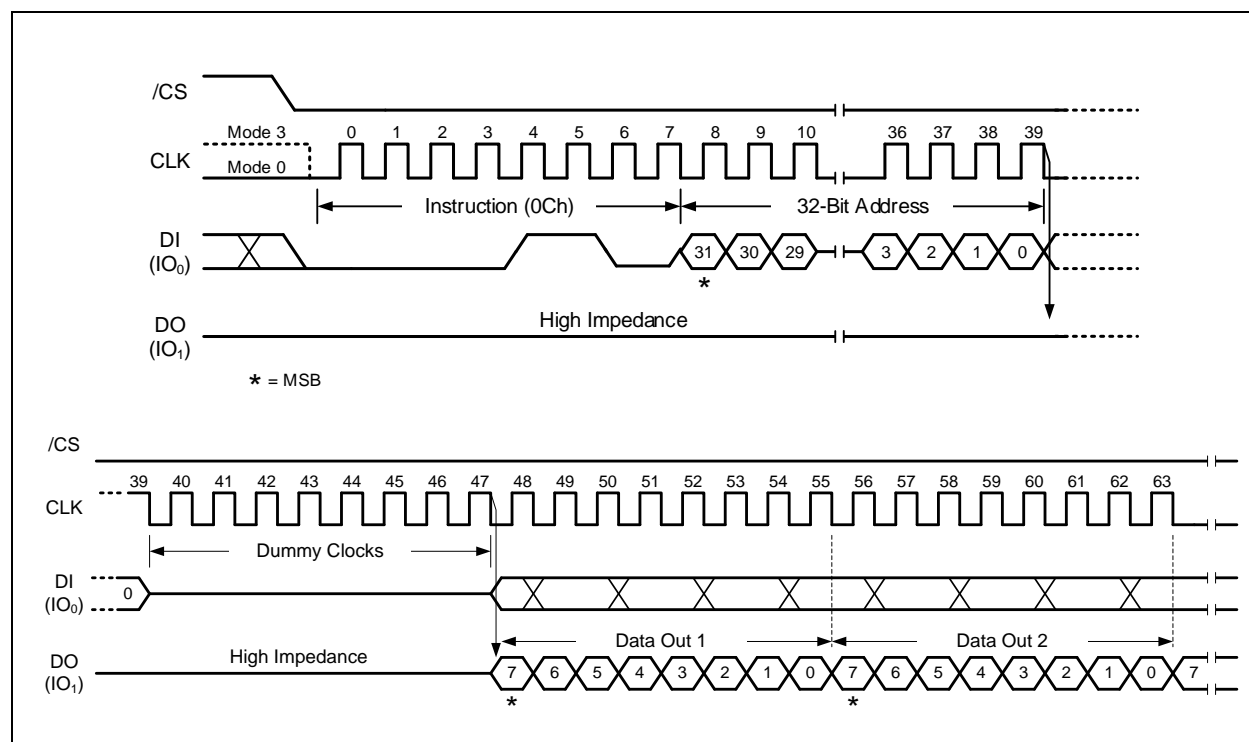 /CS
Mode 3 0 1 2 3 4 5 6 7 8 9 10 36 37 38 39
CLK
Mode 0
Instruction (0Ch) 32-Bit Address
DI
(IO₀)
31 30 29 3 2 1 0
*
DO
(IO₁)
High Impedance
* = MSB
/CS
39 40 41 42 43 44 45 46 47 48 49 50 51 52 53 54 55 56 57 58 59 60 61 62 63
CLK
Dummy Clocks
DI
(IO₀)
0
Data Out 1 Data Out 2
DO
(IO₁)
High Impedance
7 6 5 4 3 2 1 0 7 6 5 4 3 2 1 0 7
* *